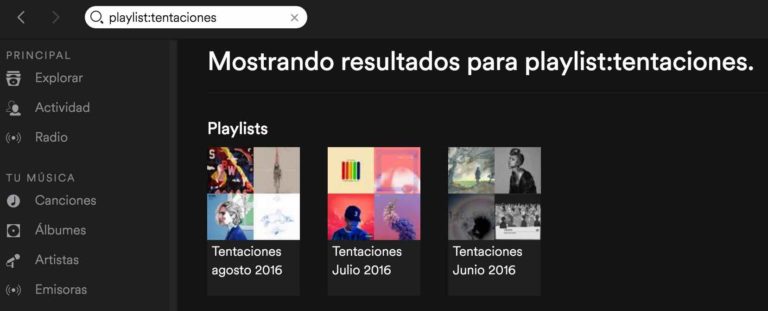 playlist:tentaciones
PRINCIPAL
Explorar
Actividad
Radio
TU MÚSICA
Canciones
Álbumes
Artistas
Emisoras
Mostrando resultados para playlist:tentaciones.
Playlists
Tentaciones
agosto 2016
Tentaciones
Julio 2016
Tentaciones
Junio 2016